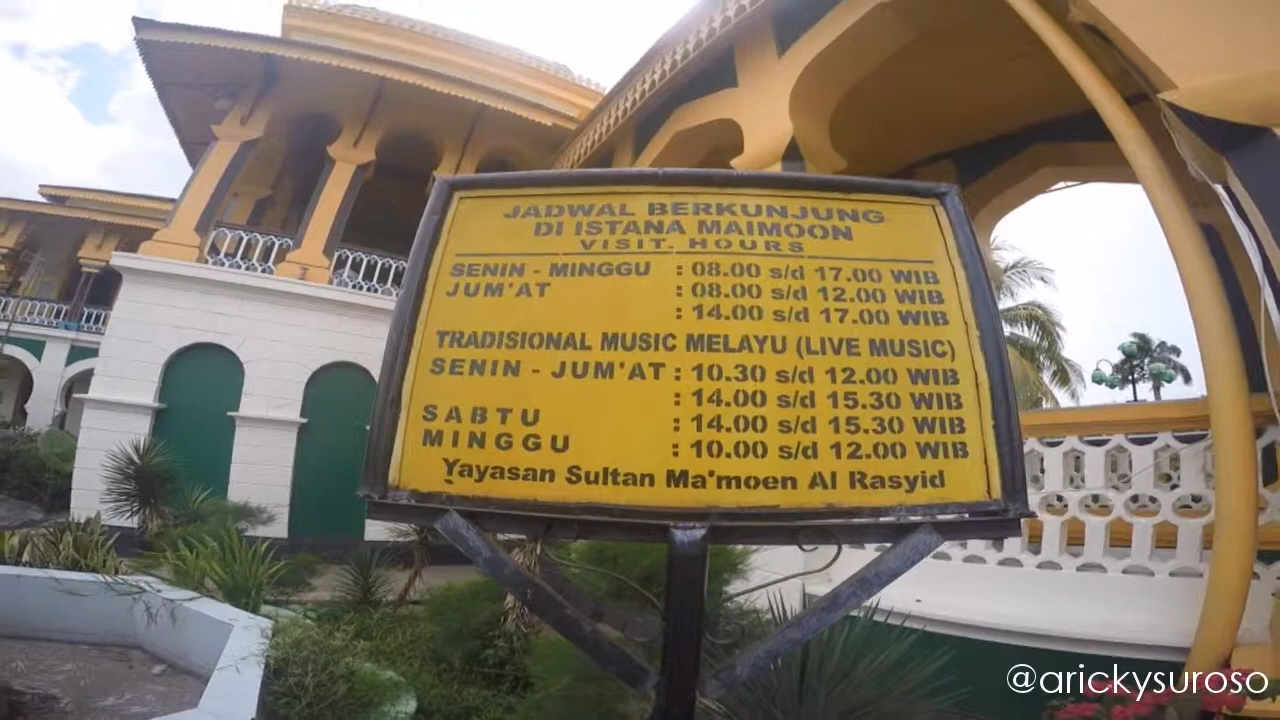 JADWAL BERKUNJUNG
DI ISTANA MAIMOON
VISIT. HOURS
SENIN - MINGGU : 08.00 s/d 17.00 WIB
JUM'AT : 08.00 s/d 12.00 WIB
: 14.00 s/d 17.00 WIB
TRADISIONAL MUSIC MELAYU (LIVE MUSIC)
SENIN - JUM'AT : 10.30 s/d 12.00 WIB
: 14.00 s/d 15.30 WIB
SABTU : 14.00 s/d 15.30 WIB
MINGGU : 10.00 s/d 12.00 WIB
Yayasan Sultan Ma'moen Al Rasyid
@arickysuroso